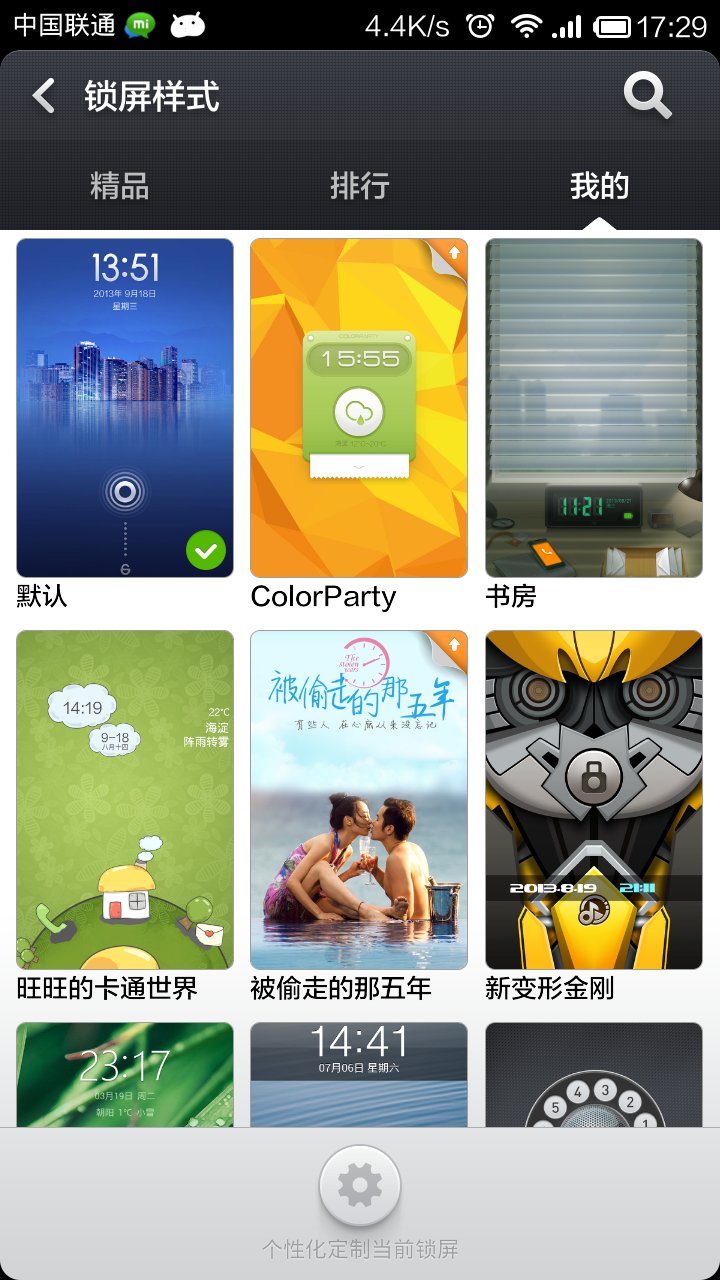 中国联通 mi 4.4K/s 17:29
锁屏样式
精品 排行 我的
13:51
2013年 9月18日
星期三
默认
COLORPARTY
15:55
海淀 12°C~20°C
ColorParty
11:21
2013/08/21
书房
14:19
9-18
八月十四
22°C
海淀
阵雨转雾
旺旺的卡通世界
The
stolen
years
被偷走的那五年
有些人 在心底从来没忘记
被偷走的那五年
2013-8-19 21:11
新变形金刚
23:17
03月19日 周二
朝阳 1°C 小雪
14:41
07月06日 星期六
5 4 3 2 1
个性化定制当前锁屏